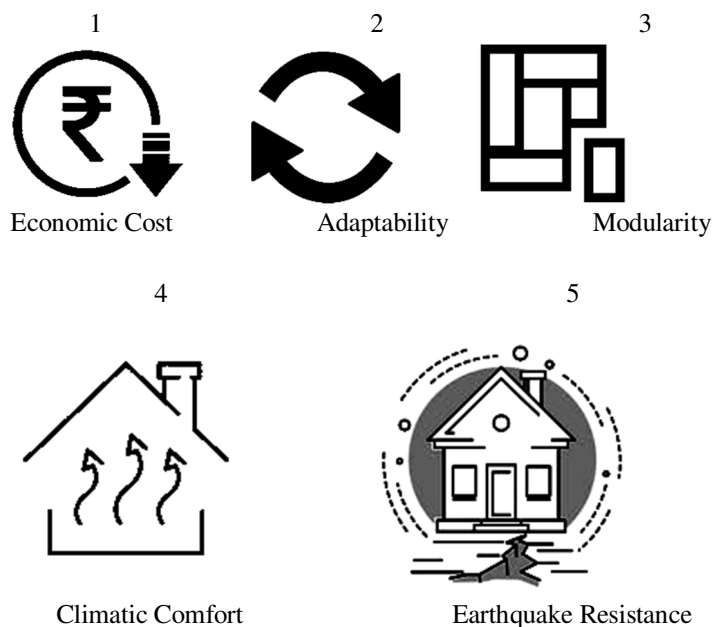 1 2 3
₹
Economic Cost Adaptability Modularity
4 5
Climatic Comfort Earthquake Resistance